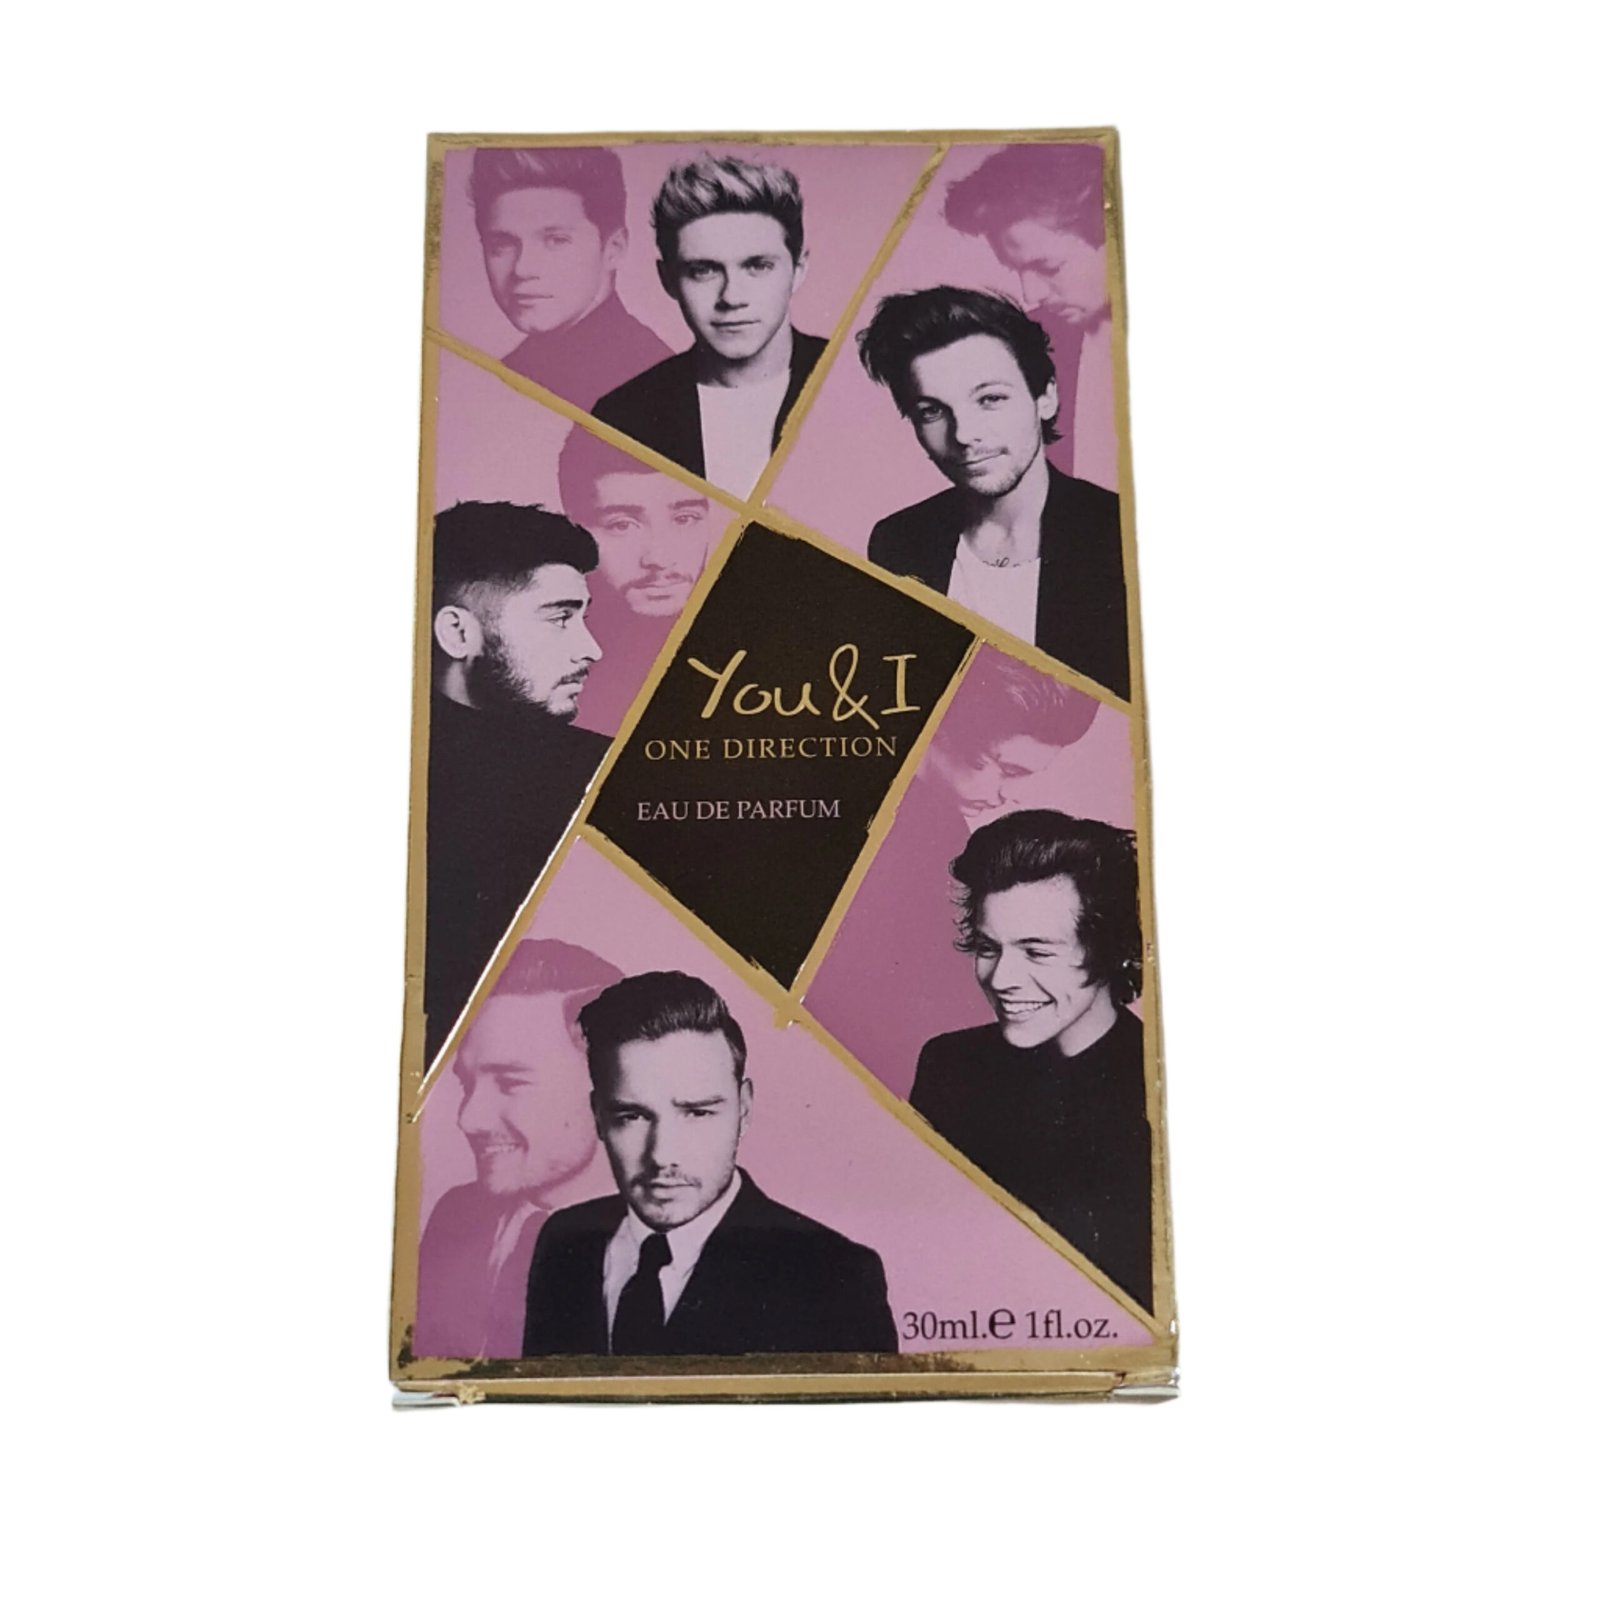 You & I
ONE DIRECTION
EAU DE PARFUM
30ml.℮ 1fl.oz.